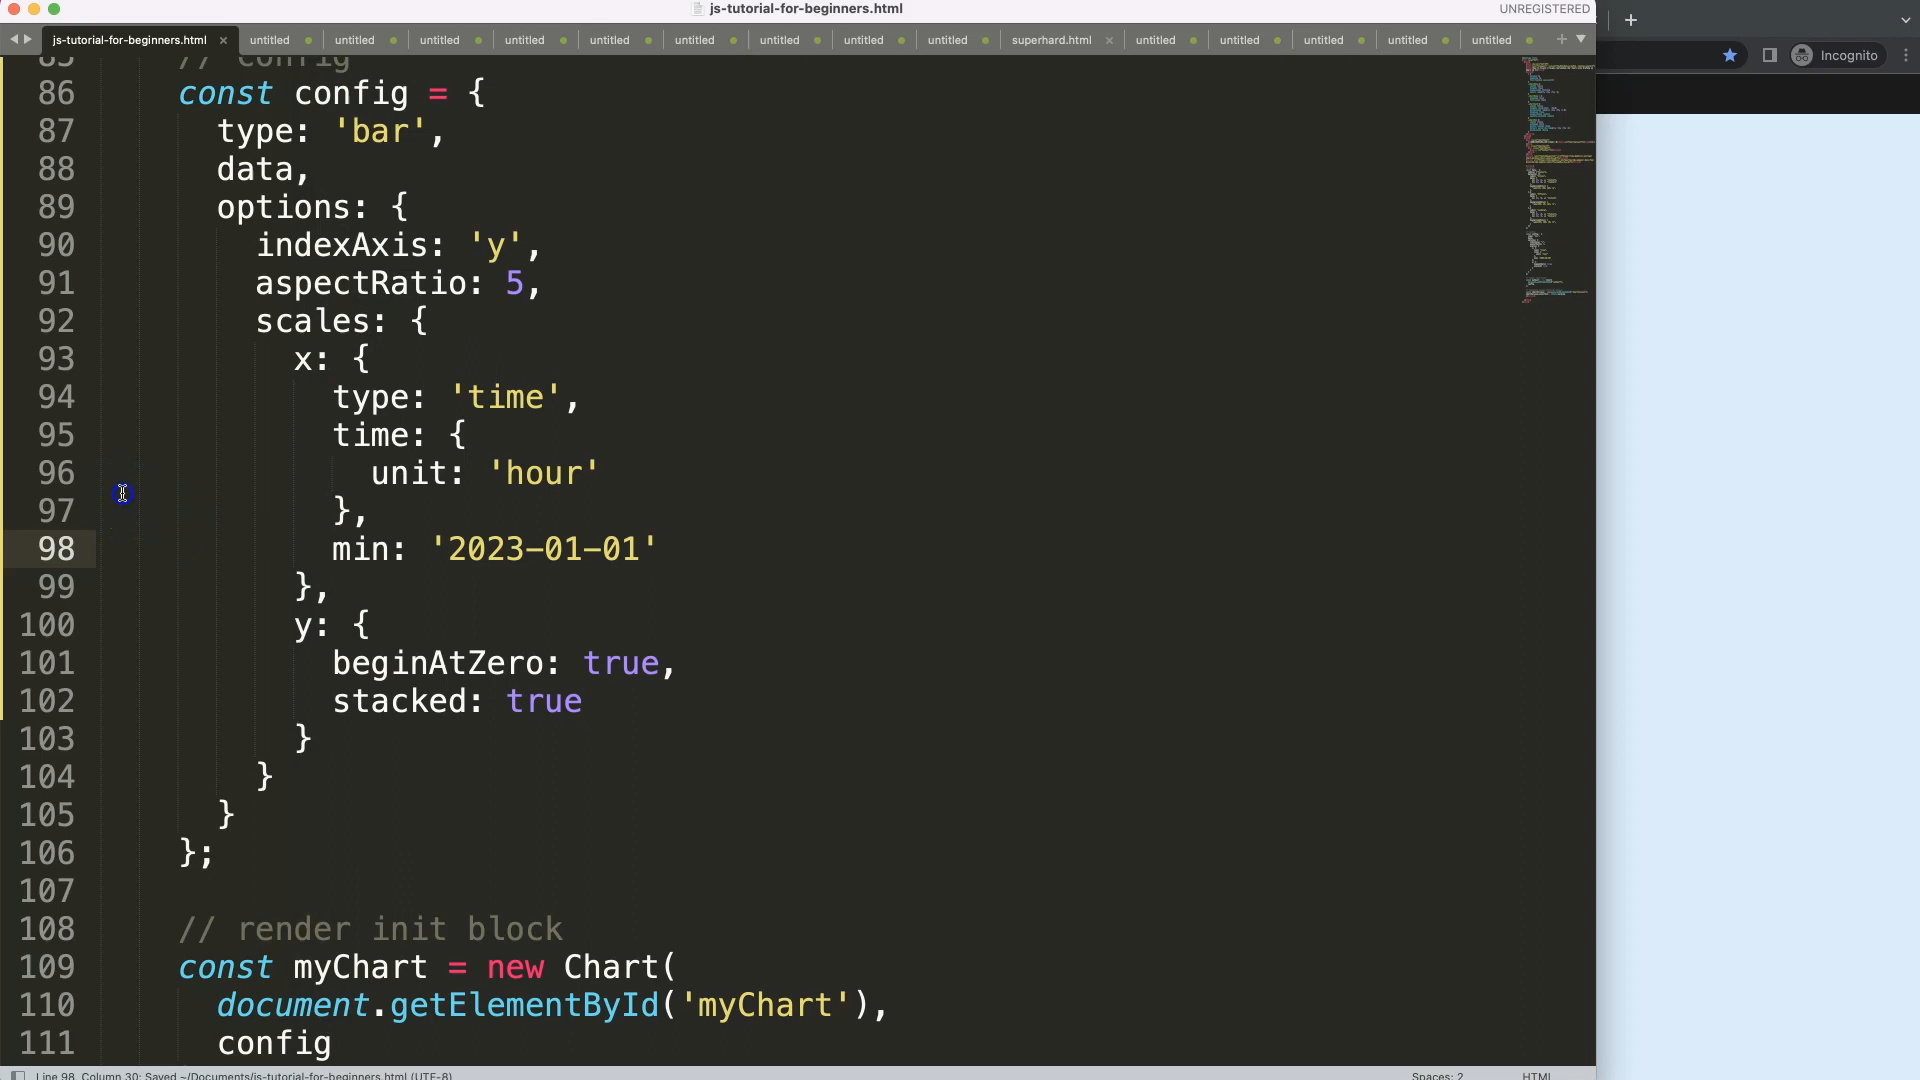 js-tutorial-for-beginners.html
UNREGISTERED
js-tutorial-for-beginners.html × untitled untitled untitled untitled untitled untitled untitled untitled untitled superhard.html × untitled untitled untitled untitled untitled
Incognito
85 // config
86 const config = {
87 type: 'bar',
88 data,
89 options: {
90 indexAxis: 'y',
91 aspectRatio: 5,
92 scales: {
93 x: {
94 type: 'time',
95 time: {
96 unit: 'hour'
97 },
98 min: '2023-01-01'
99 },
100 y: {
101 beginAtZero: true,
102 stacked: true
103 }
104 }
105 }
106 };
107
108 // render init block
109 const myChart = new Chart(
110 document.getElementById('myChart'),
111 config
Line 98, Column 30; Saved ~/Documents/js-tutorial-for-beginners.html (UTF-8)
Spaces: 2
HTML